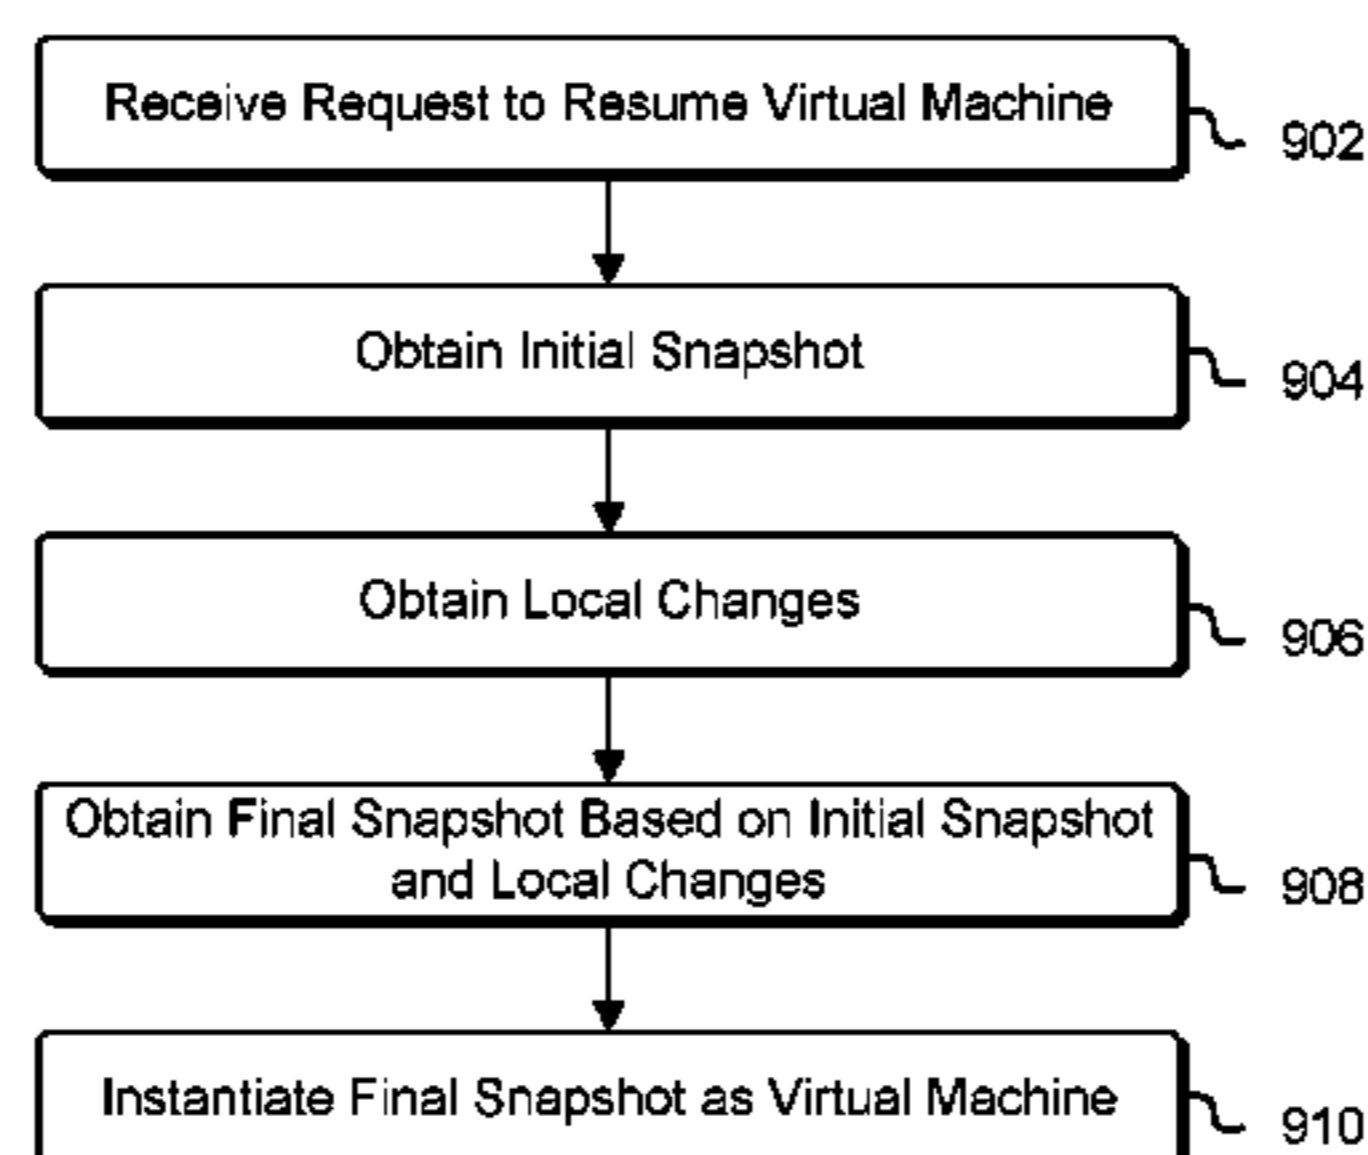 Receive Request to Resume Virtual Machine
902
Obtain Initial Snapshot
904
Obtain Local Changes
906
Obtain Final Snapshot Based on Initial Snapshot
and Local Changes
908
Instantiate Final Snapshot as Virtual Machine
910